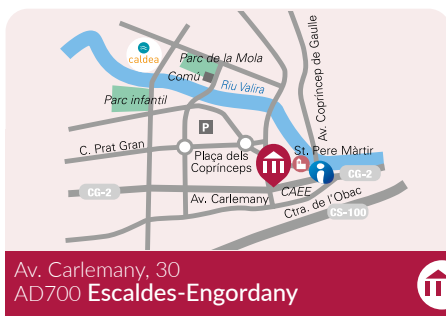 caldea
Parc de la Mola
Comú
Riu Valira
Parc infantil
Av. Copríncep de Gaulle
P
C. Prat Gran
Plaça dels
Coprínceps
St. Pere Màrtir
i
CG-2
CG-2
Av. Carlemany
CAEE
Ctra. de l'Obac
CS-100
Av. Carlemany, 30
AD700 Escaldes-Engordany